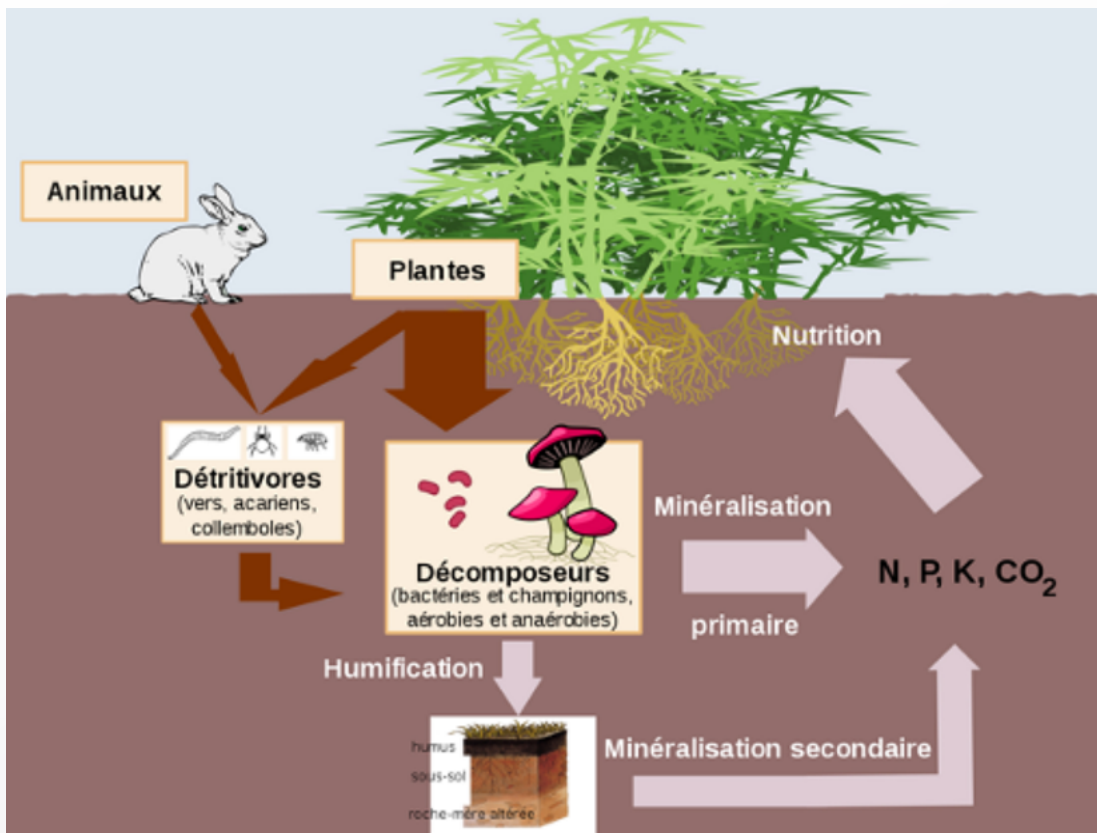 Animaux
Plantes
Nutrition
Détritivores
(vers, acariens,
collemboles)
Décomposeurs
(bactéries et champignons,
aérobies et anaérobies)
Minéralisation
primaire
N, P, K, CO₂
Humification
humus
sous-sol
roche-mère altérée
Minéralisation secondaire